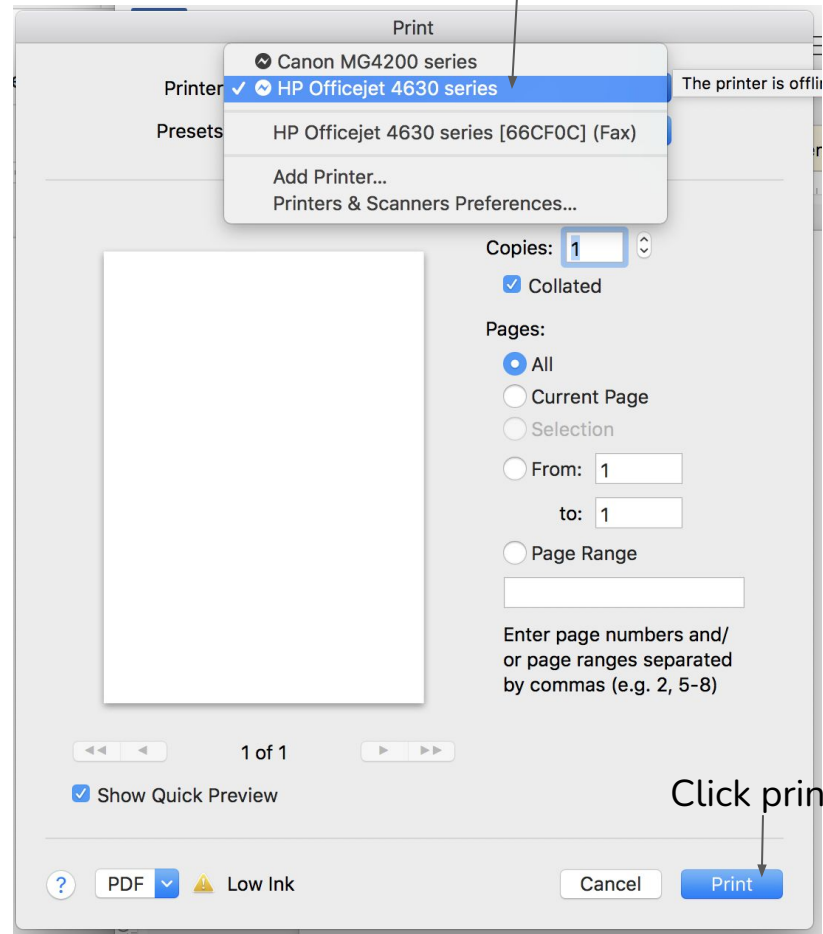 Print
Canon MG4200 series
Printer ✓ HP Officejet 4630 series
The printer is offlin
Presets
HP Officejet 4630 series [66CF0C] (Fax)
Add Printer...
Printers & Scanners Preferences...
Copies: 1
Collated
Pages:
All
Current Page
Selection
From: 1
to: 1
Page Range
Enter page numbers and/
or page ranges separated
by commas (e.g. 2, 5-8)
1 of 1
Show Quick Preview
Click prin
? PDF Low Ink Cancel Print